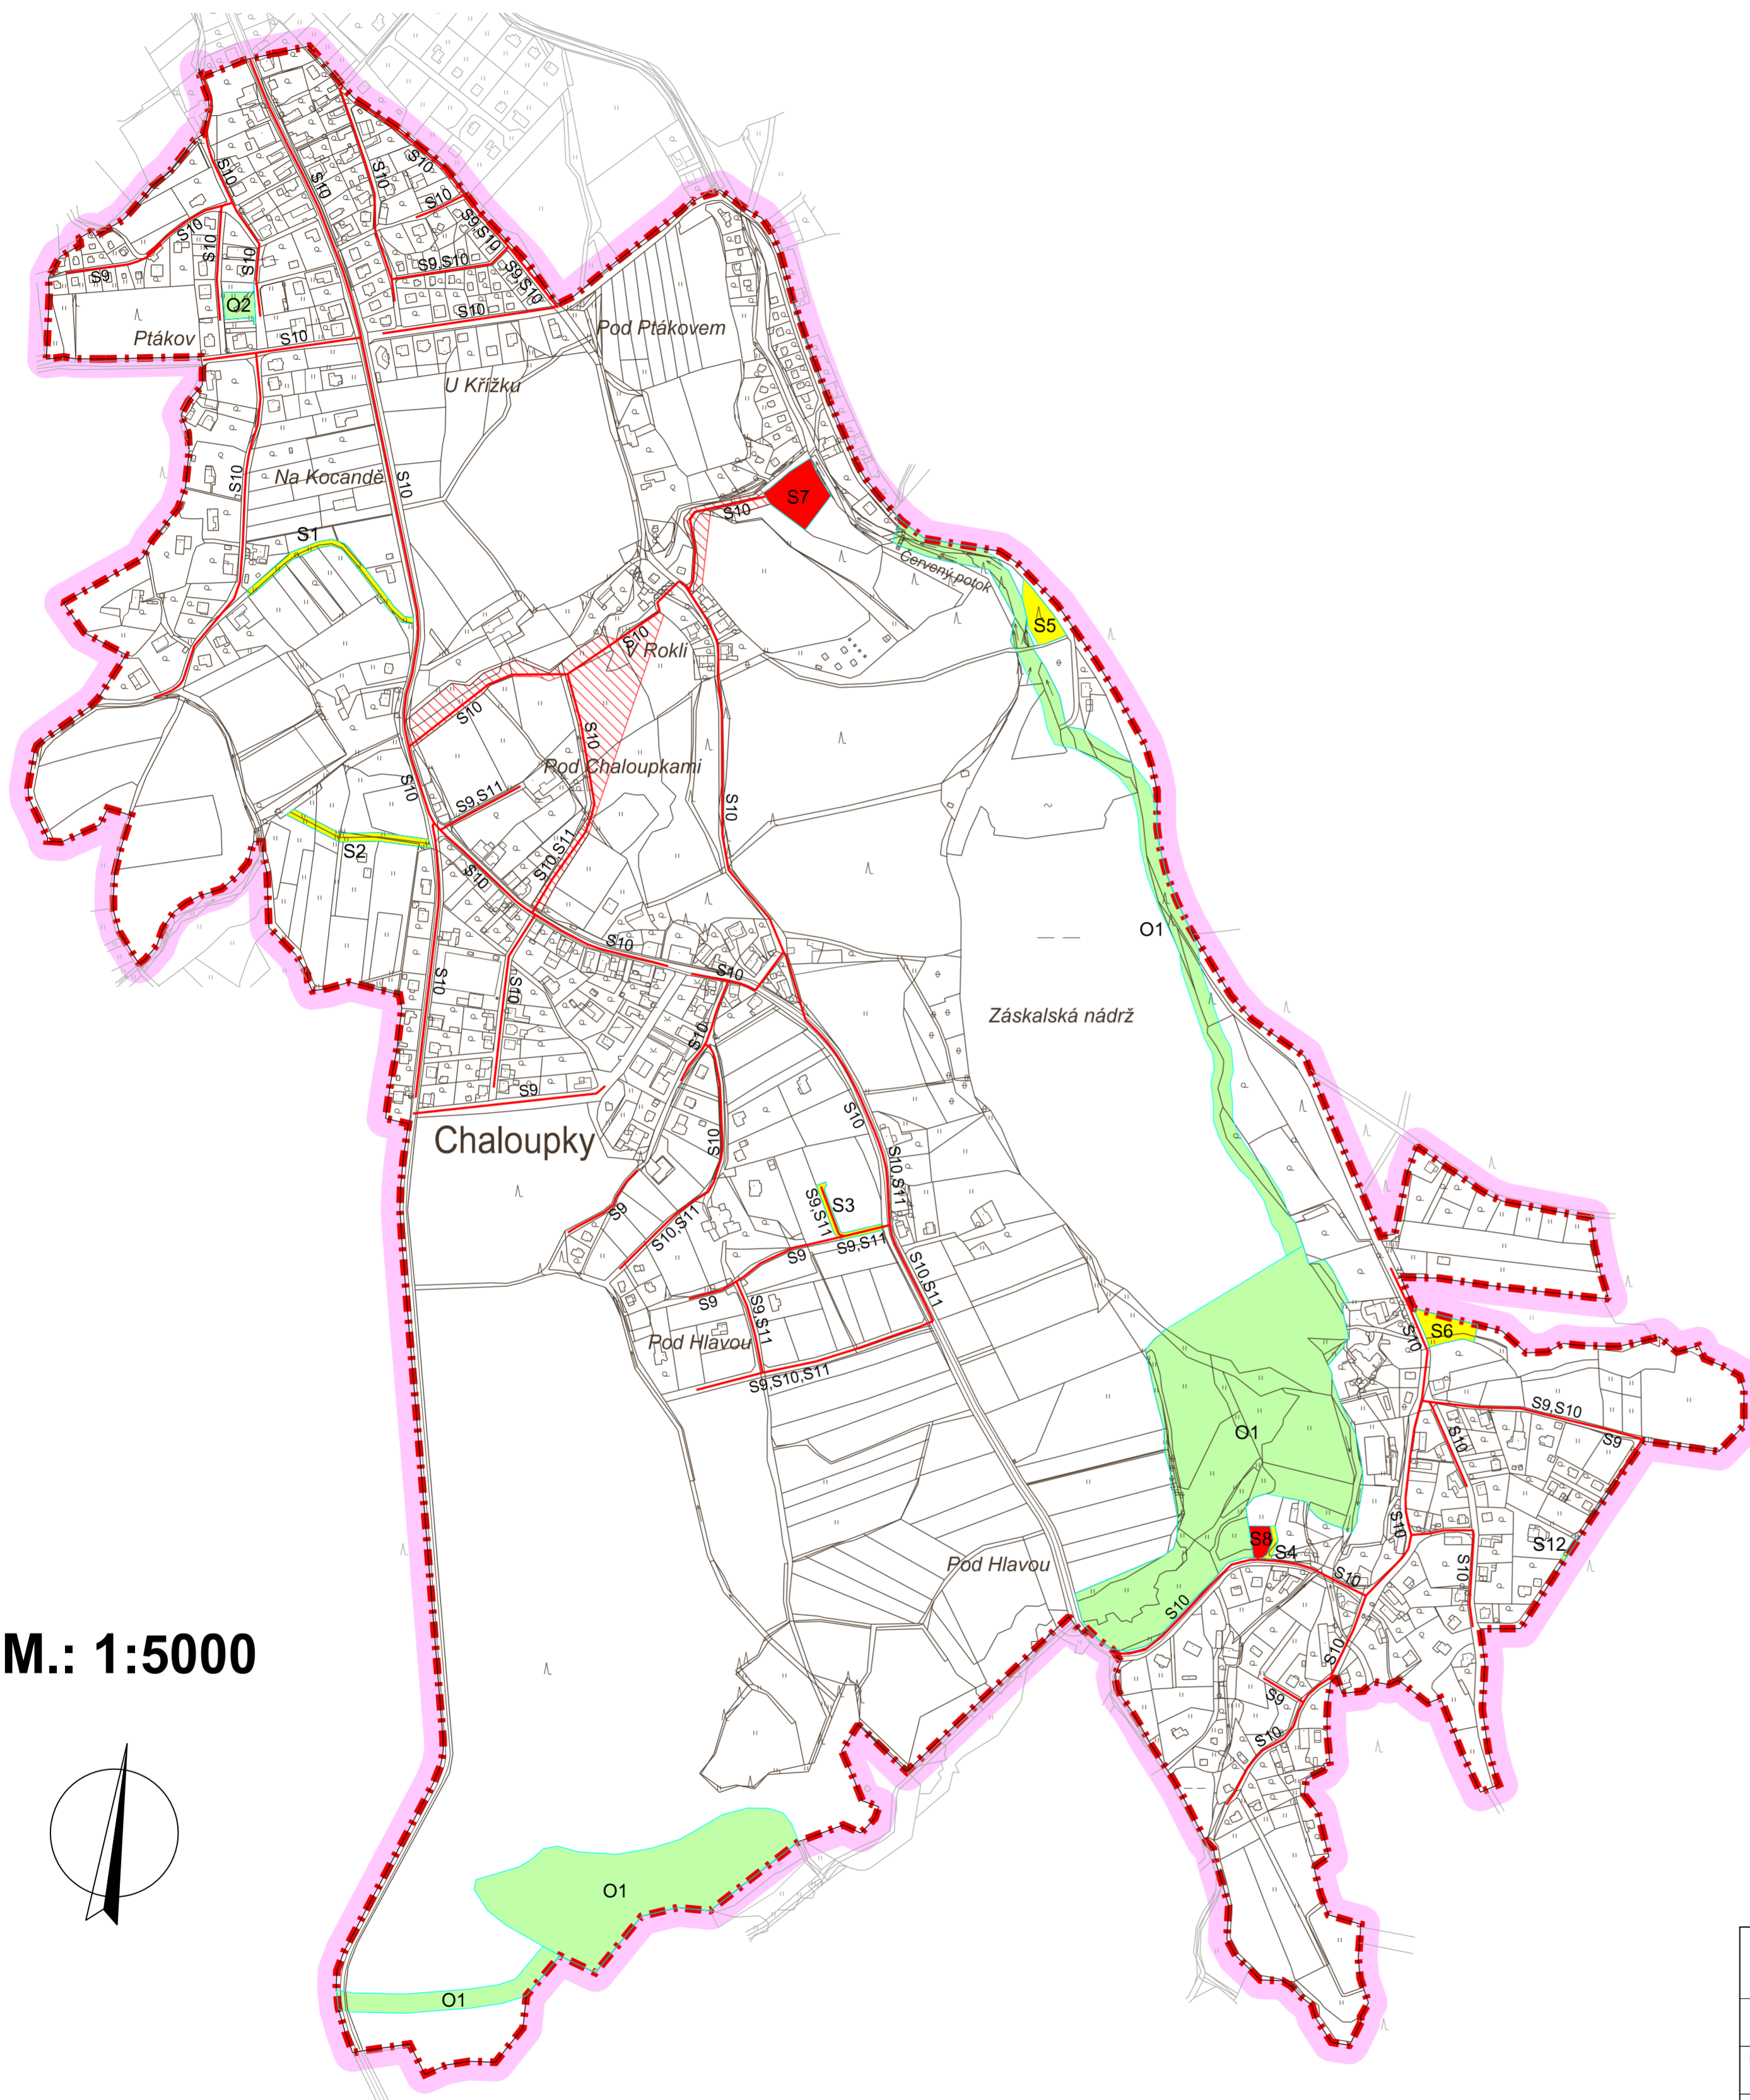 S10
S10
S10
S10
S10
S9,S10
S10
S10
S10
S9
S9,S10
S9,S10
O2
S10
Pod Ptákovem
Ptákov
S10
U Křížku
Na Kocandě
S10
S10
S7
S10
S1
Červený potok
S5
S10
V Rokli
S10
S10
Pod Chaloupkami
S10
S9,S11
S10
S2
S10,S11
S10
O1
S10
S10
S10
S10
Záskalská nádrž
S10
S9
S10
Chaloupky
S10
S10,S11
S9,S11
S3
S9
S10,S11
S9
S9,S11
S10,S11
S9
S9,S11
Pod Hlavou
S10
S6
S9,S10,S11
S9,S10
S9
S10
O1
S10
S8
S4
S12
Pod Hlavou
S10
S10
S10
M.: 1:5000
S10
S9
S10
O1
O1